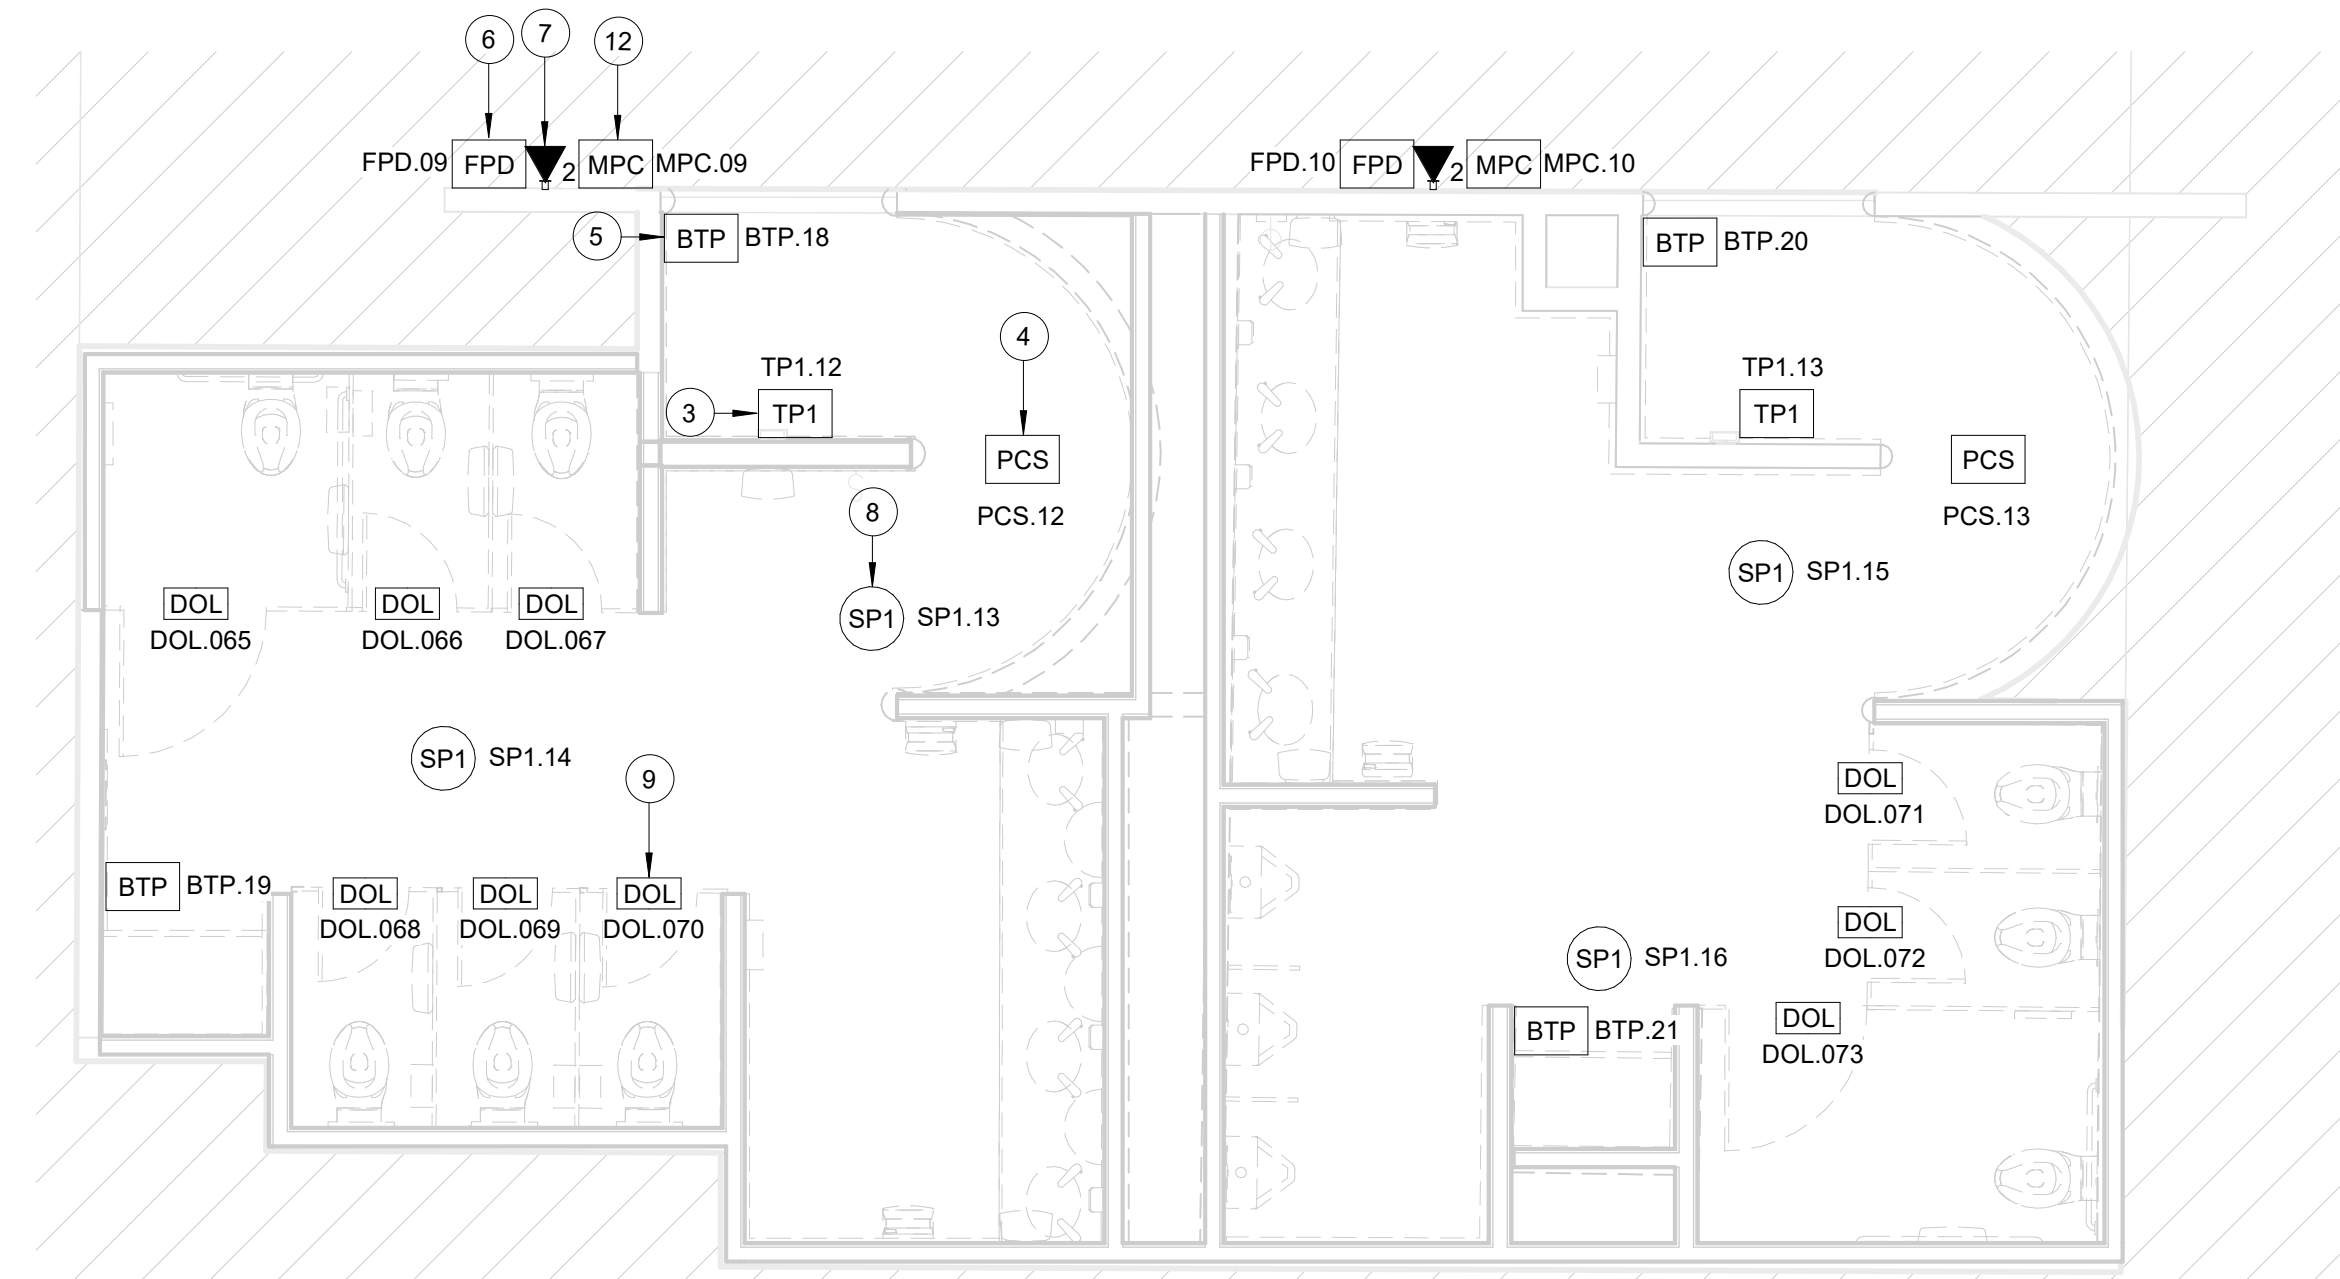 6 7 12
FPD.09 FPD 2 MPC MPC.09
FPD.10 FPD 2 MPC MPC.10
5 BTP BTP.18
BTP BTP.20
4
TP1.12
TP1.13
3 TP1
TP1
PCS
PCS
8
PCS.12
PCS.13
SP1 SP1.15
DOL DOL DOL
SP1 SP1.13
DOL.065 DOL.066 DOL.067
SP1 SP1.14
9
DOL
DOL.071
BTP BTP.19
DOL DOL DOL
DOL.068 DOL.069 DOL.070
DOL
DOL.072
SP1 SP1.16
DOL
BTP BTP.21
DOL.073